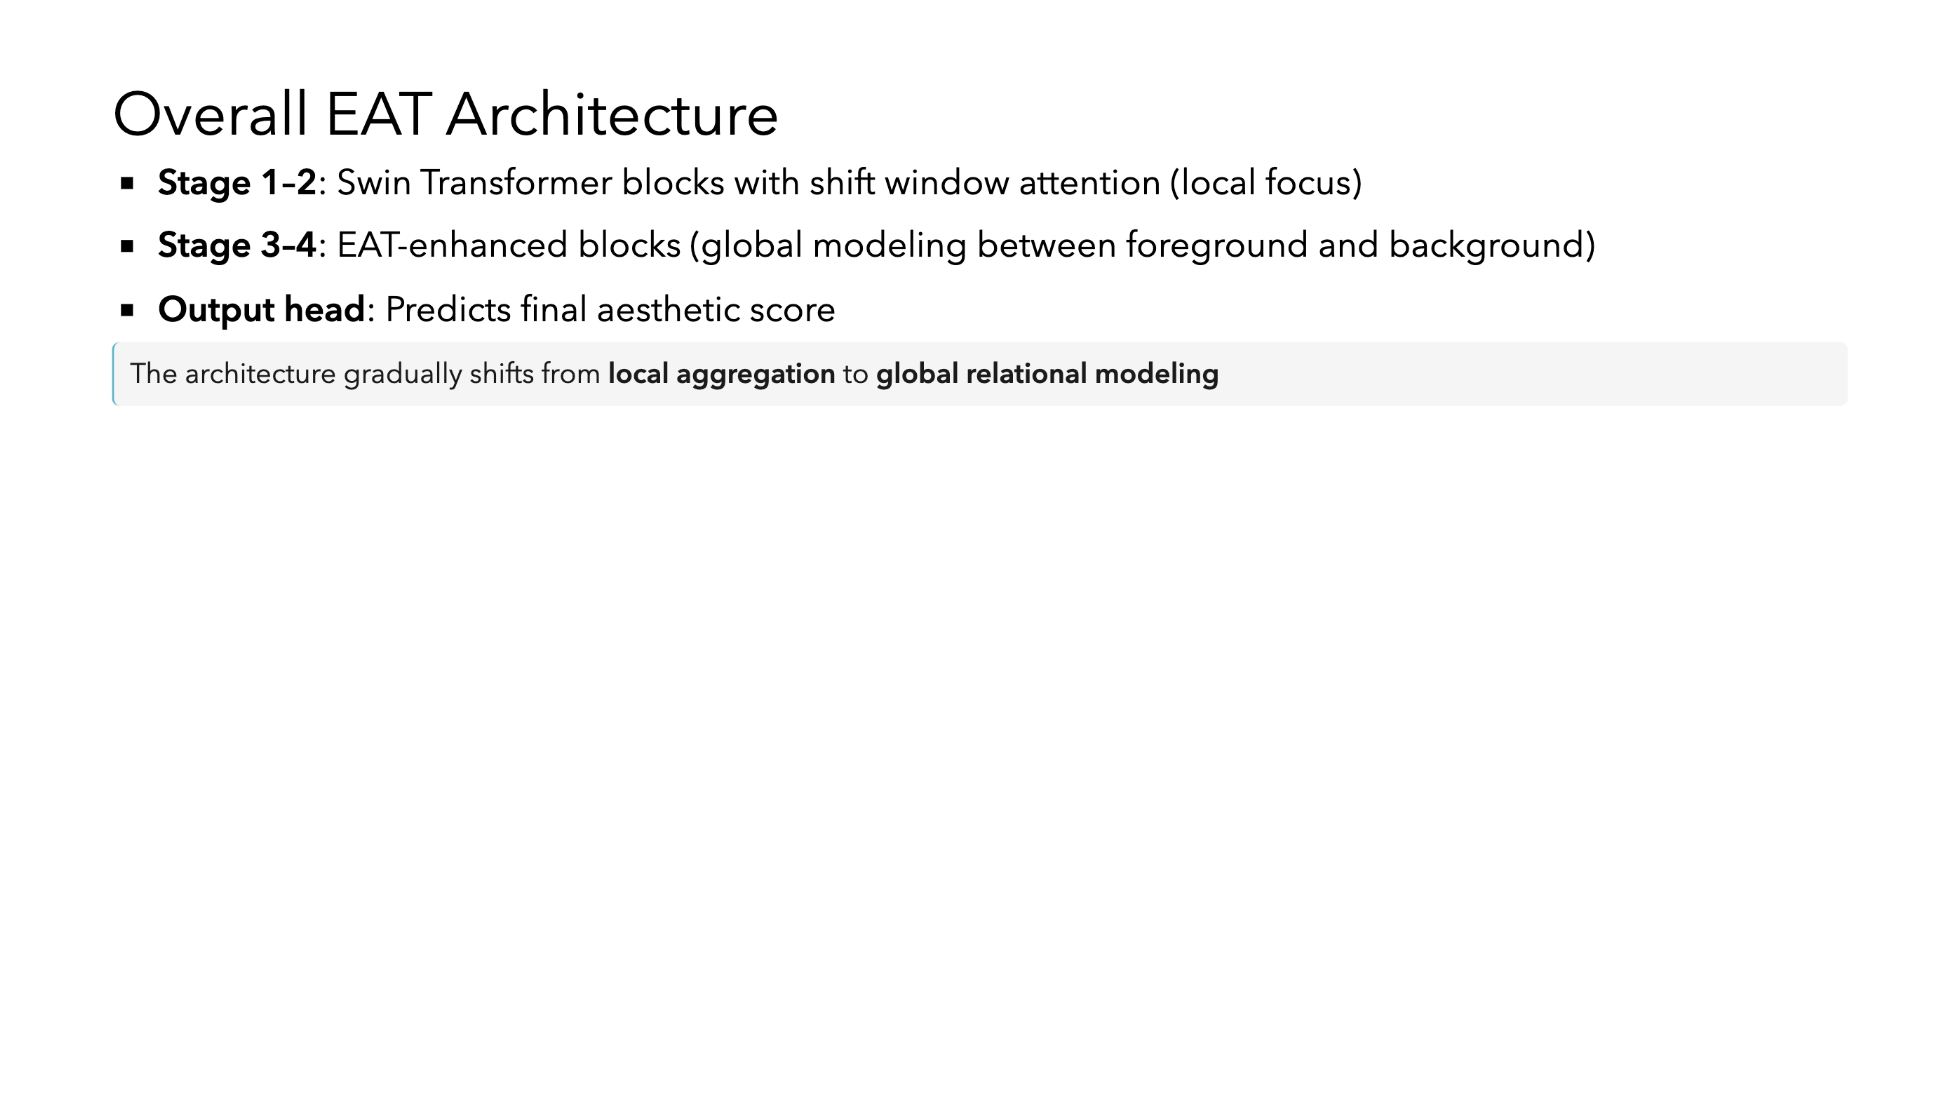 Overall EAT Architecture
▪ Stage 1–2: Swin Transformer blocks with shift window attention (local focus)
▪ Stage 3–4: EAT-enhanced blocks (global modeling between foreground and background)
▪ Output head: Predicts final aesthetic score
The architecture gradually shifts from local aggregation to global relational modeling